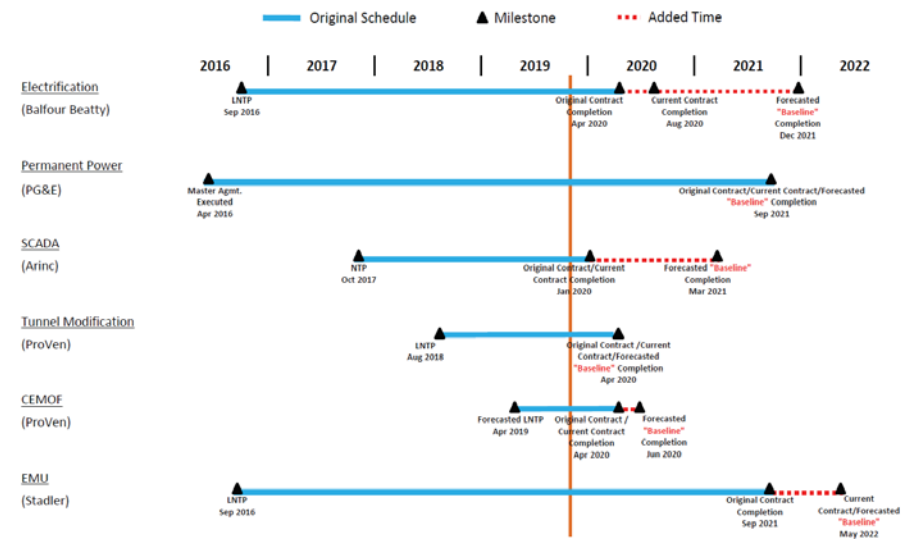 Original Schedule Milestone Added Time
2016 2017 2018 2019 2020 2021 2022
Electrification
(Balfour Beatty)
LNTP
Sep 2016
Original Contract
Completion
Apr 2020
Current Contract
Completion
Aug 2020
Forecasted
"Baseline"
Completion
Dec 2021
Permanent Power
(PG&E)
Master Agmt.
Executed
Apr 2016
Original Contract/Current Contract/Forecasted
"Baseline" Completion
Sep 2021
SCADA
(Arinc)
NTP
Oct 2017
Original Contract/Current
Contract Completion
Jan 2020
Forecasted "Baseline"
Completion
Mar 2021
Tunnel Modification
(ProVen)
LNTP
Aug 2018
Original Contract /Current
Contract/Forecasted
"Baseline" Completion
Apr 2020
CEMOF
(ProVen)
Forecasted LNTP
Apr 2019
Original Contract /
Current Contract
Completion
Apr 2020
Forecasted
"Baseline"
Completion
Jun 2020
EMU
(Stadler)
LNTP
Sep 2016
Original Contract
Completion
Sep 2021
Current
Contract/Forecasted
"Baseline"
May 2022